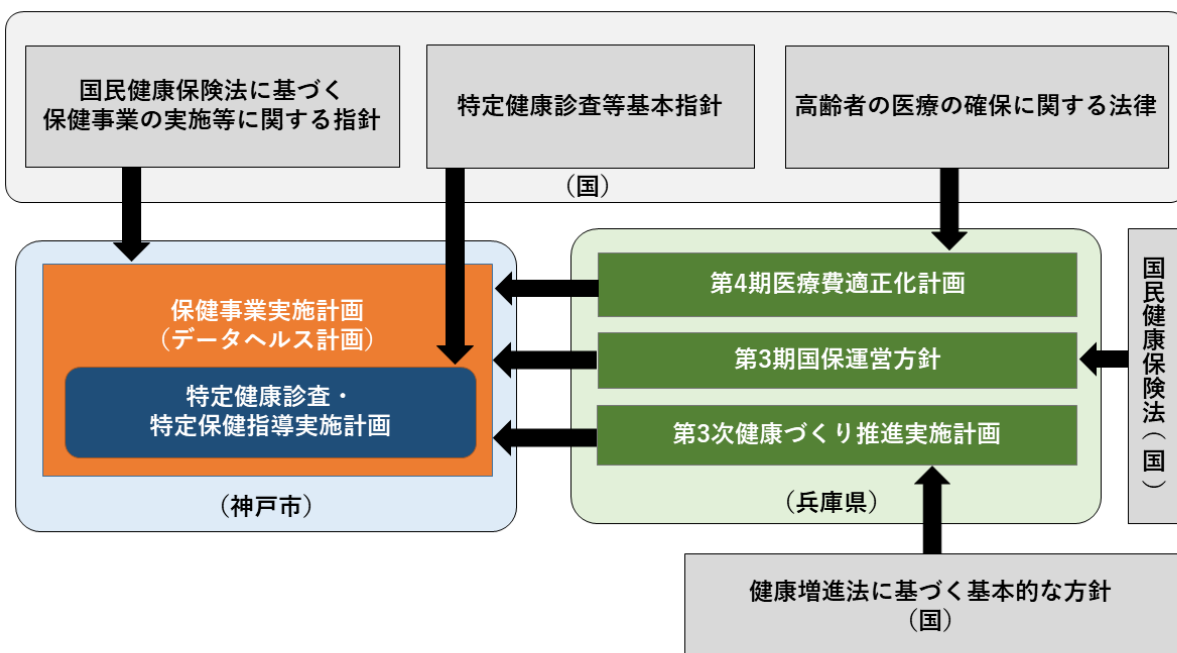 国民健康保険法に基づく
保健事業の実施等に関する指針
特定健康診査等基本指針
高齢者の医療の確保に関する法律
（国）
保健事業実施計画
（データヘルス計画）
特定健康診査・
特定保健指導実施計画
（神戸市）
第4期医療費適正化計画
第3期国保運営方針
第3次健康づくり推進実施計画
（兵庫県）
国民健康保険法（国）
健康増進法に基づく基本的な方針
（国）